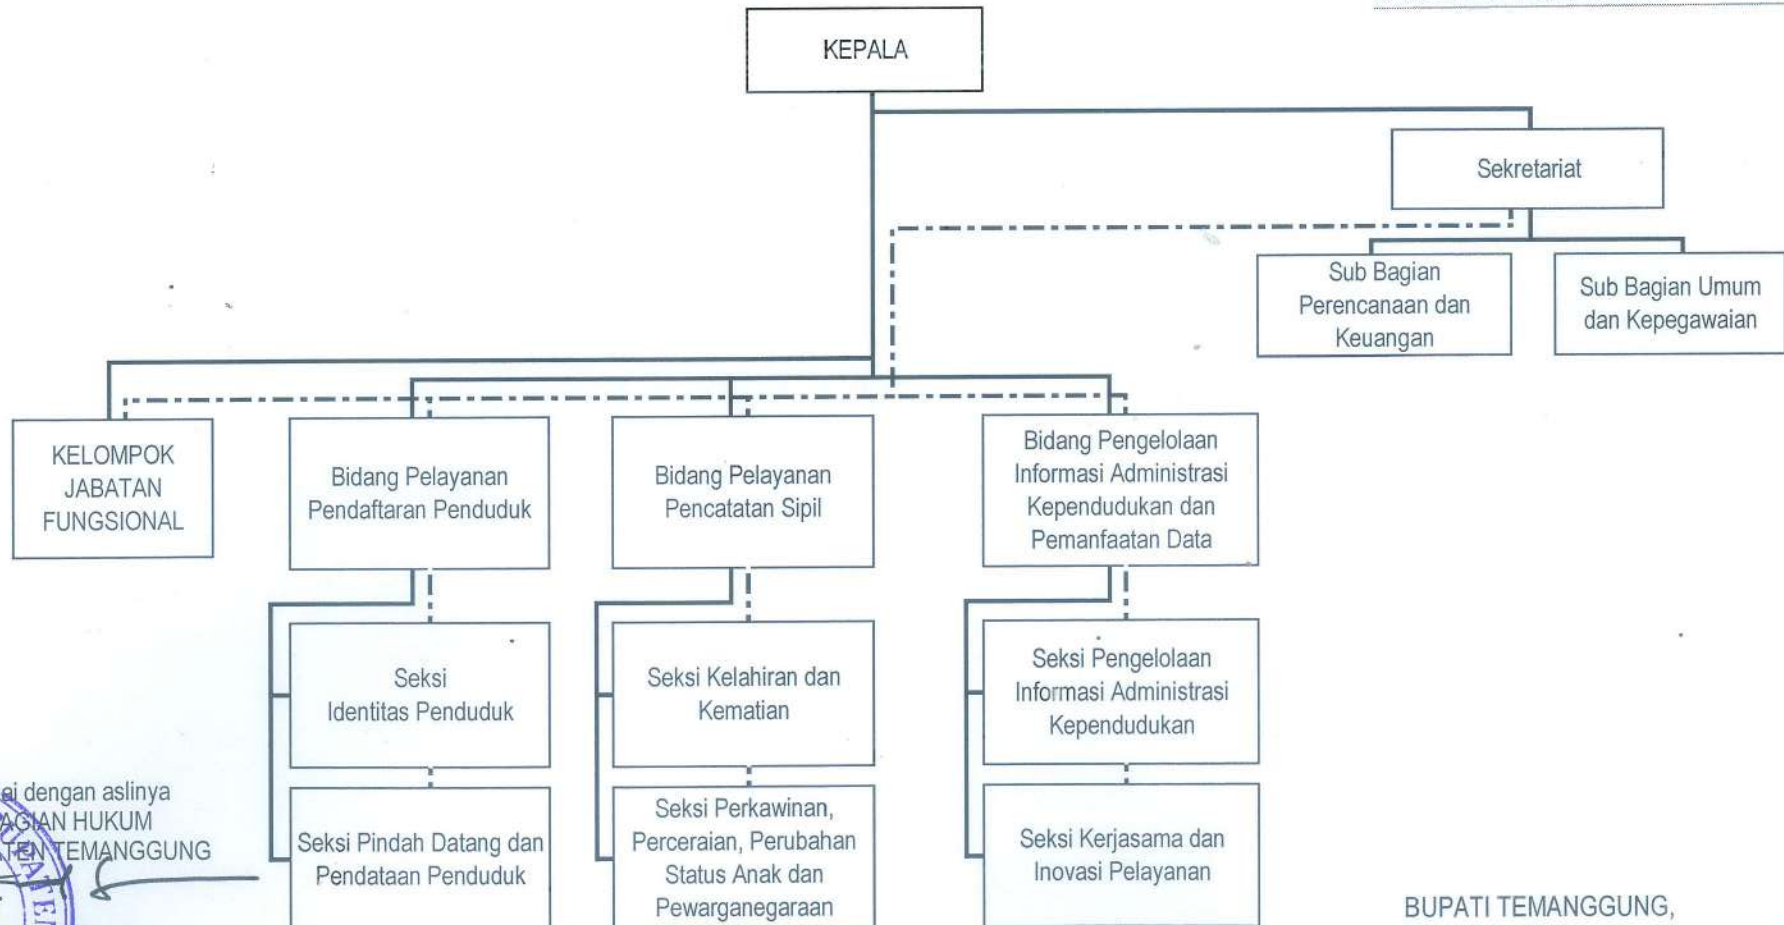 KEPALA
Sekretariat
Sub Bagian
Perencanaan dan
Keuangan
Sub Bagian Umum
dan Kepegawaian
KELOMPOK
JABATAN
FUNGSIONAL
Bidang Pelayanan
Pendaftaran Penduduk
Bidang Pelayanan
Pencatatan Sipil
Bidang Pengelolaan
Informasi Administrasi
Kependudukan dan
Pemanfaatan Data
Seksi
Identitas Penduduk
Seksi Kelahiran dan
Kematian
Seksi Pengelolaan
Informasi Administrasi
Kependudukan
Seksi Pindah Datang dan
Pendataan Penduduk
Seksi Perkawinan,
Perceraian, Perubahan
Status Anak dan
Pewarganegaraan
Seksi Kerjasama dan
Inovasi Pelayanan
dengan aslinya
HUKUM
TEMANGGUNG
BUPATI TEMANGGUNG,